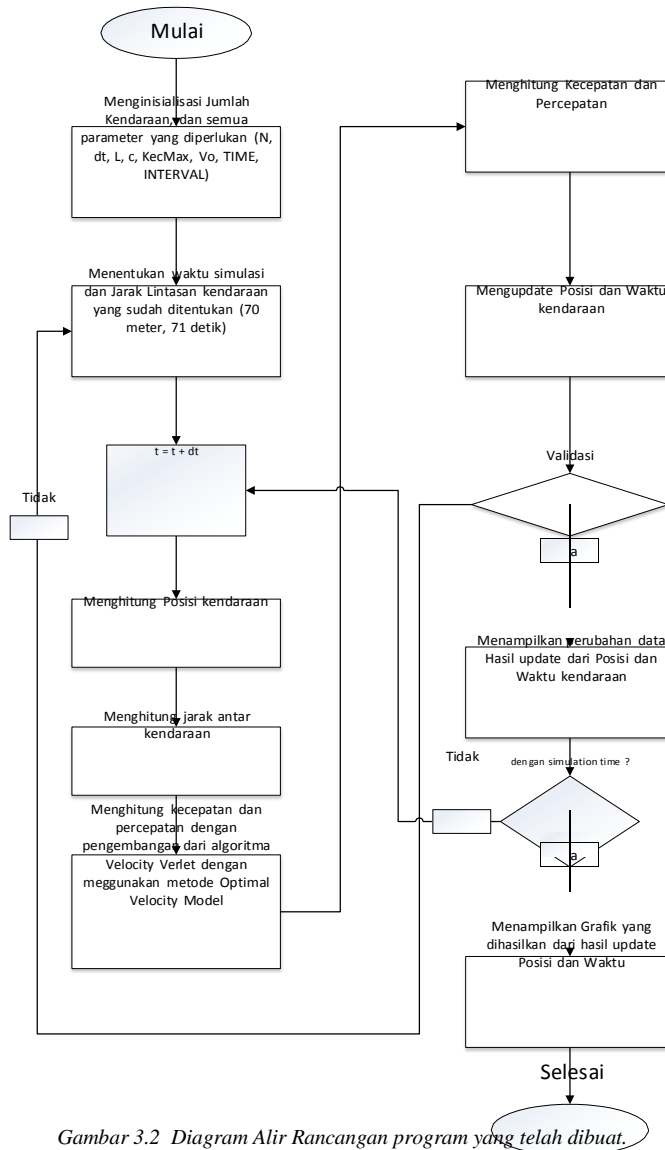 Mulai
Menginisialisasi Jumlah
Kendaraan, dan semua
parameter yang diperlukan (N,
dt, L, c, KecMax, Vo, TIME,
INTERVAL)
Menentukan waktu simulasi
dan Jarak Lintasan kendaraan
yang sudah ditentukan (70
meter, 71 detik)
t = t + dt
Tidak
Menghitung Posisi kendaraan
Menghitung jarak antar
kendaraan
Menghitung kecepatan dan
percepatan dengan
pengembangan dari algoritma
Velocity Verlet dengan
meggunakan metode Optimal
Velocity Model
Menghitung Kecepatan dan
Percepatan
Mengupdate Posisi dan Waktu
kendaraan
Validasi
a
Menampilkan perubahan data
Hasil update dari Posisi dan
Waktu kendaraan
Tidak
dengan simulation time ?
a
Menampilkan Grafik yang
dihasilkan dari hasil update
Posisi dan Waktu
Selesai
Gambar 3.2 Diagram Alir Rancangan program yang telah dibuat.